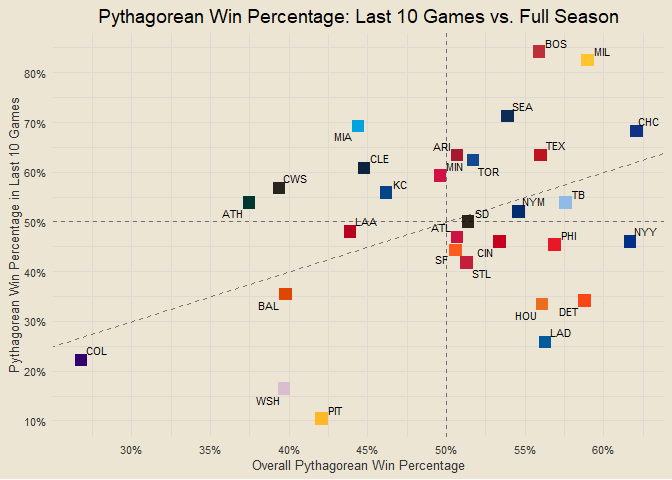 Pythagorean Win Percentage: Last 10 Games vs. Full Season
Pythagorean Win Percentage in Last 10 Games
80%
70%
60%
50%
40%
30%
20%
10%
BOS
MIL
SEA
CHC
MIA
ARI
TEX
CLE
MIN
TOR
CWS
KC
ATH
NYM
TB
SD
LAA
ATL
NYY
PHI
CIN
SF
STL
BAL
HOU
DET
LAD
COL
WSH
PIT
30%
35%
40%
45%
50%
55%
60%
Overall Pythagorean Win Percentage